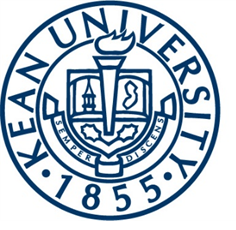 KEAN UNIVERSITY
SEMPER DISCENS
· 1855 ·